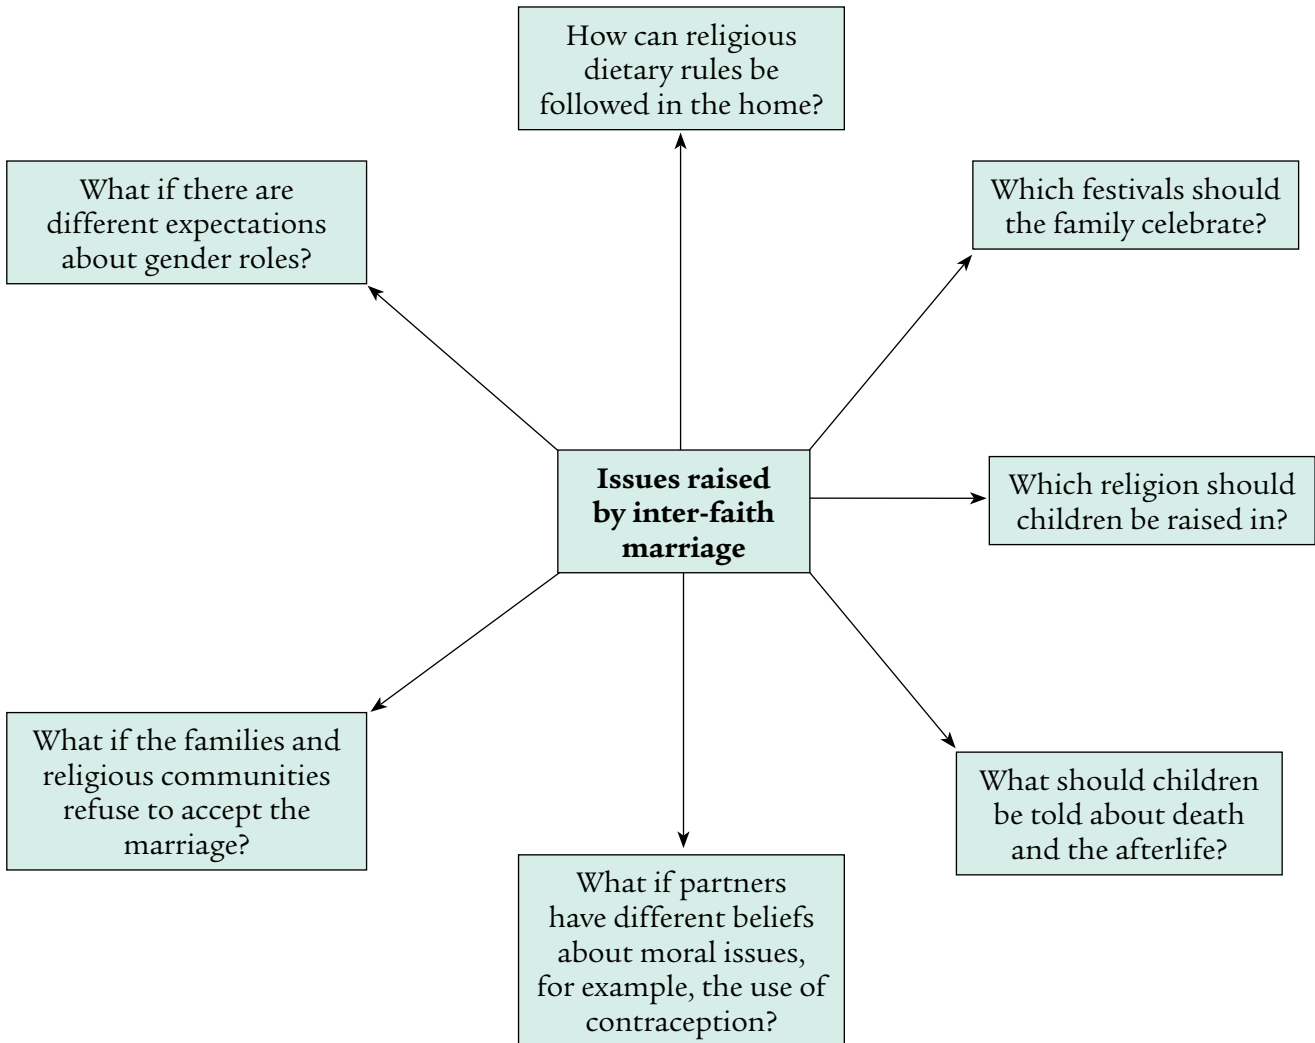 How can religious
dietary rules be
followed in the home?
What if there are
different expectations
about gender roles?
Which festivals should
the family celebrate?
Issues raised
by inter-faith
marriage
Which religion should
children be raised in?
What if the families and
religious communities
refuse to accept the
marriage?
What should children
be told about death
and the afterlife?
What if partners
have different beliefs
about moral issues,
for example, the use of
contraception?